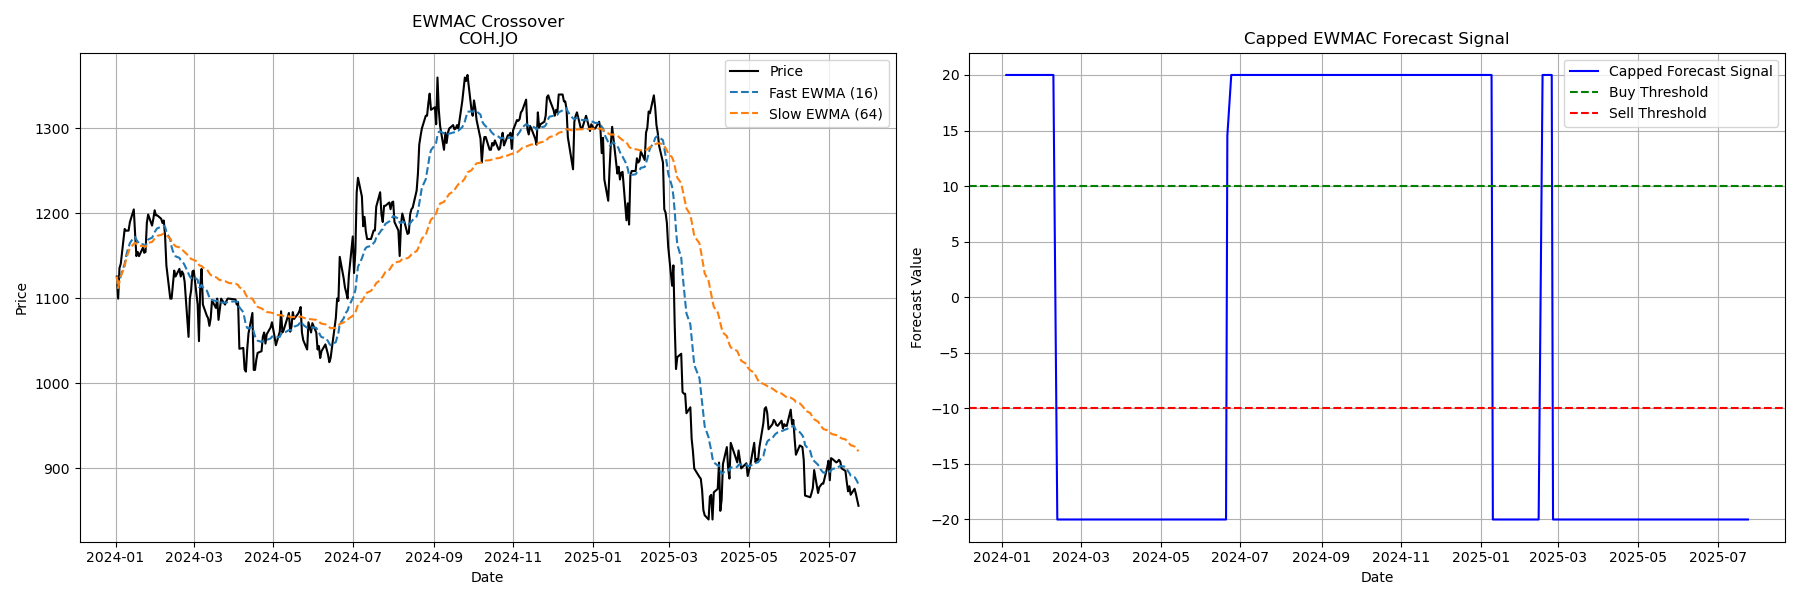 EWMAC Crossover
COH.JO
Price
Fast EWMA (16)
Slow EWMA (64)
Price
1300
1200
1100
1000
900
2024-01 2024-03 2024-05 2024-07 2024-09 2024-11 2025-01 2025-03 2025-05 2025-07
Date
Capped EWMAC Forecast Signal
Capped Forecast Signal
Buy Threshold
Sell Threshold
Forecast Value
20
15
10
5
0
−5
−10
−15
−20
2024-01 2024-03 2024-05 2024-07 2024-09 2024-11 2025-01 2025-03 2025-05 2025-07
Date